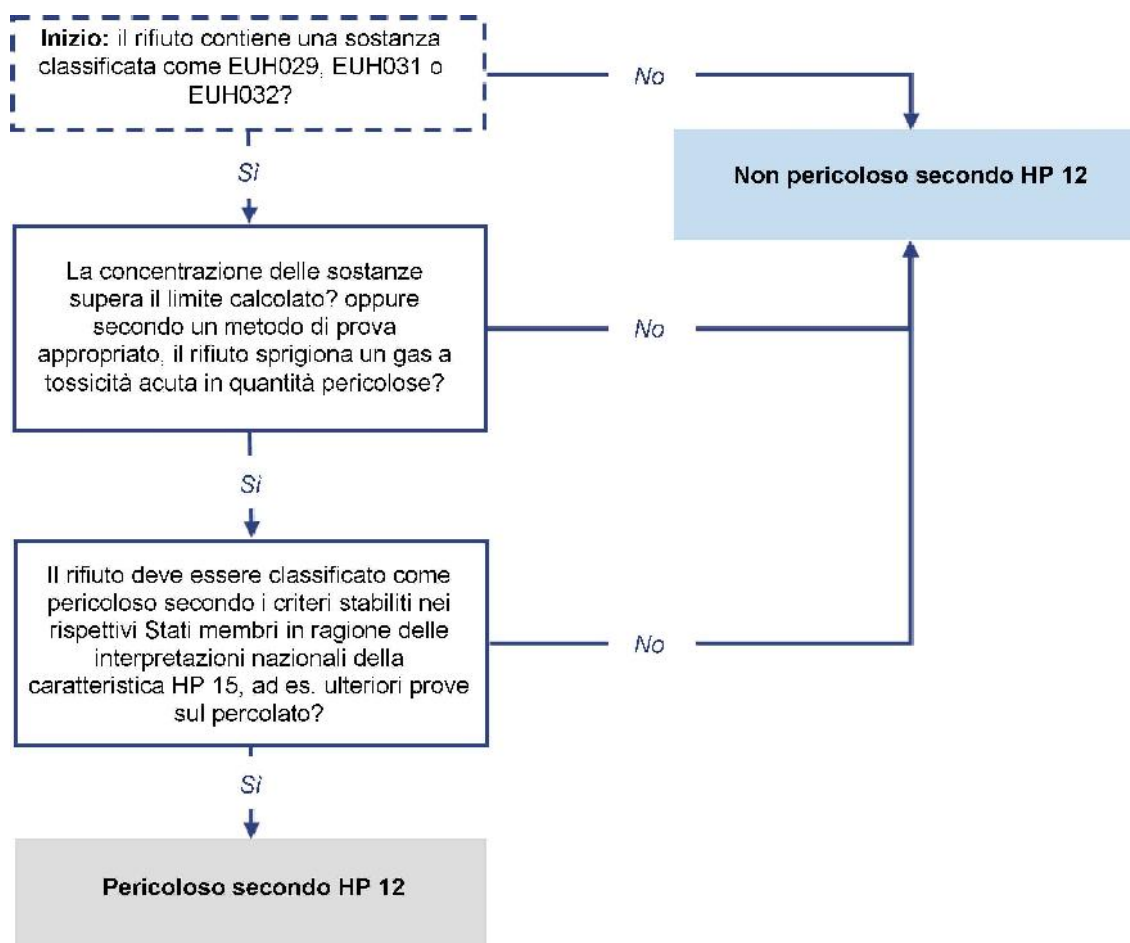 Inizio: il rifiuto contiene una sostanza
classificata come EUH029, EUH031 o
EUH032?
No
Non pericoloso secondo HP 12
Sì
La concentrazione delle sostanze
supera il limite calcolato? oppure
secondo un metodo di prova
appropriato, il rifiuto sprigiona un gas a
tossicità acuta in quantità pericolose?
No
Sì
Il rifiuto deve essere classificato come
pericoloso secondo i criteri stabiliti nei
rispettivi Stati membri in ragione delle
interpretazioni nazionali della
caratteristica HP 15, ad es. ulteriori prove
sul percolato?
No
Sì
Pericoloso secondo HP 12